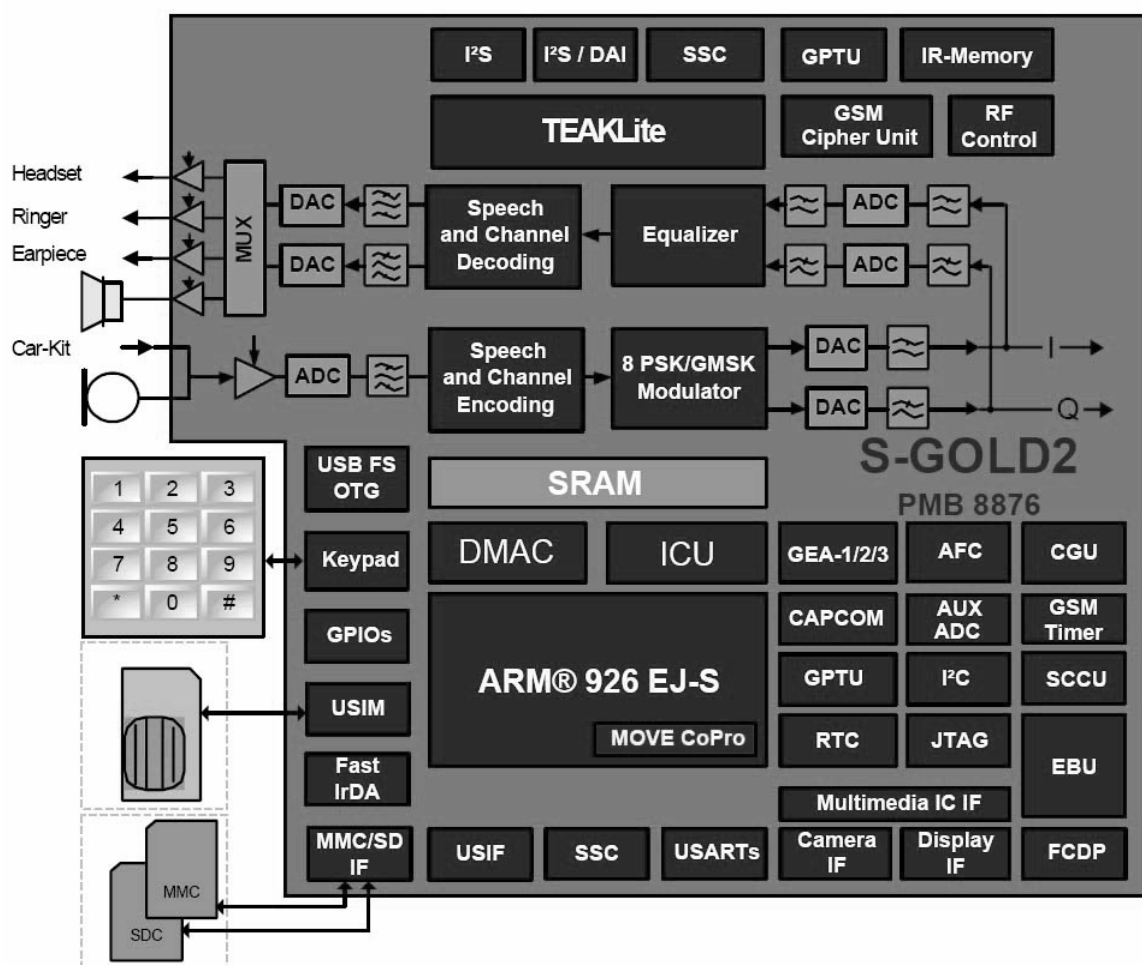 I²S
I²S / DAI
SSC
GPTU
IR-Memory
TEAKLite
GSM
Cipher Unit
RF
Control
Headset
Ringer
Earpiece
MUX
DAC
DAC
Speech
and Channel
Decoding
Equalizer
ADC
ADC
Car-Kit
ADC
Speech
and Channel
Encoding
8 PSK/GMSK
Modulator
DAC
DAC
I
Q
S-GOLD2
PMB 8876
1 2 3
4 5 6
7 8 9
* 0 #
USB FS
OTG
Keypad
GPIOs
USIM
Fast
IrDA
MMC/SD
IF
MMC
SDC
SRAM
DMAC
ICU
ARM® 926 EJ-S
MOVE CoPro
USIF
SSC
USARTs
GEA-1/2/3
AFC
CGU
CAPCOM
AUX
ADC
GSM
Timer
GPTU
I²C
SCCU
RTC
JTAG
EBU
Multimedia IC IF
Camera
IF
Display
IF
FCDP